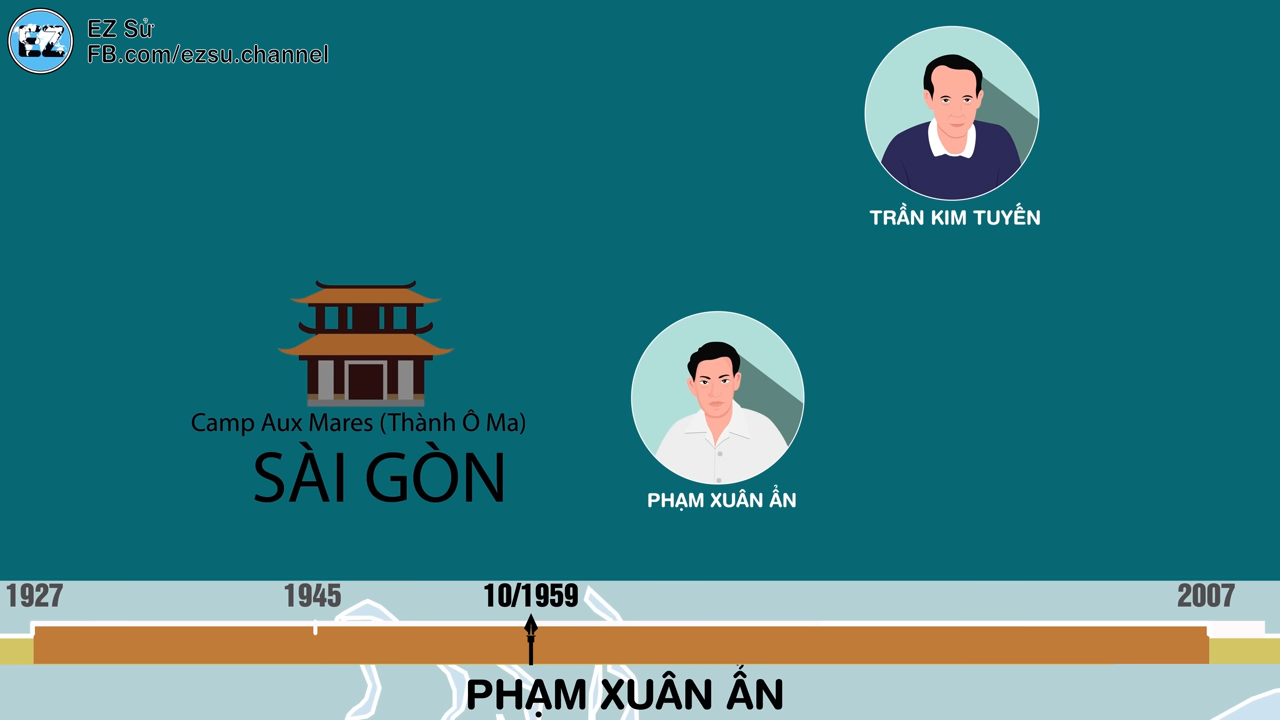 EZ
EZ Sử
FB.com/ezsu.channel
TRẦN KIM TUYẾN
Camp Aux Mares (Thành Ô Ma)
SÀI GÒN
PHẠM XUÂN ẨN
1927
1945
10/1959
2007
PHẠM XUÂN ẨN